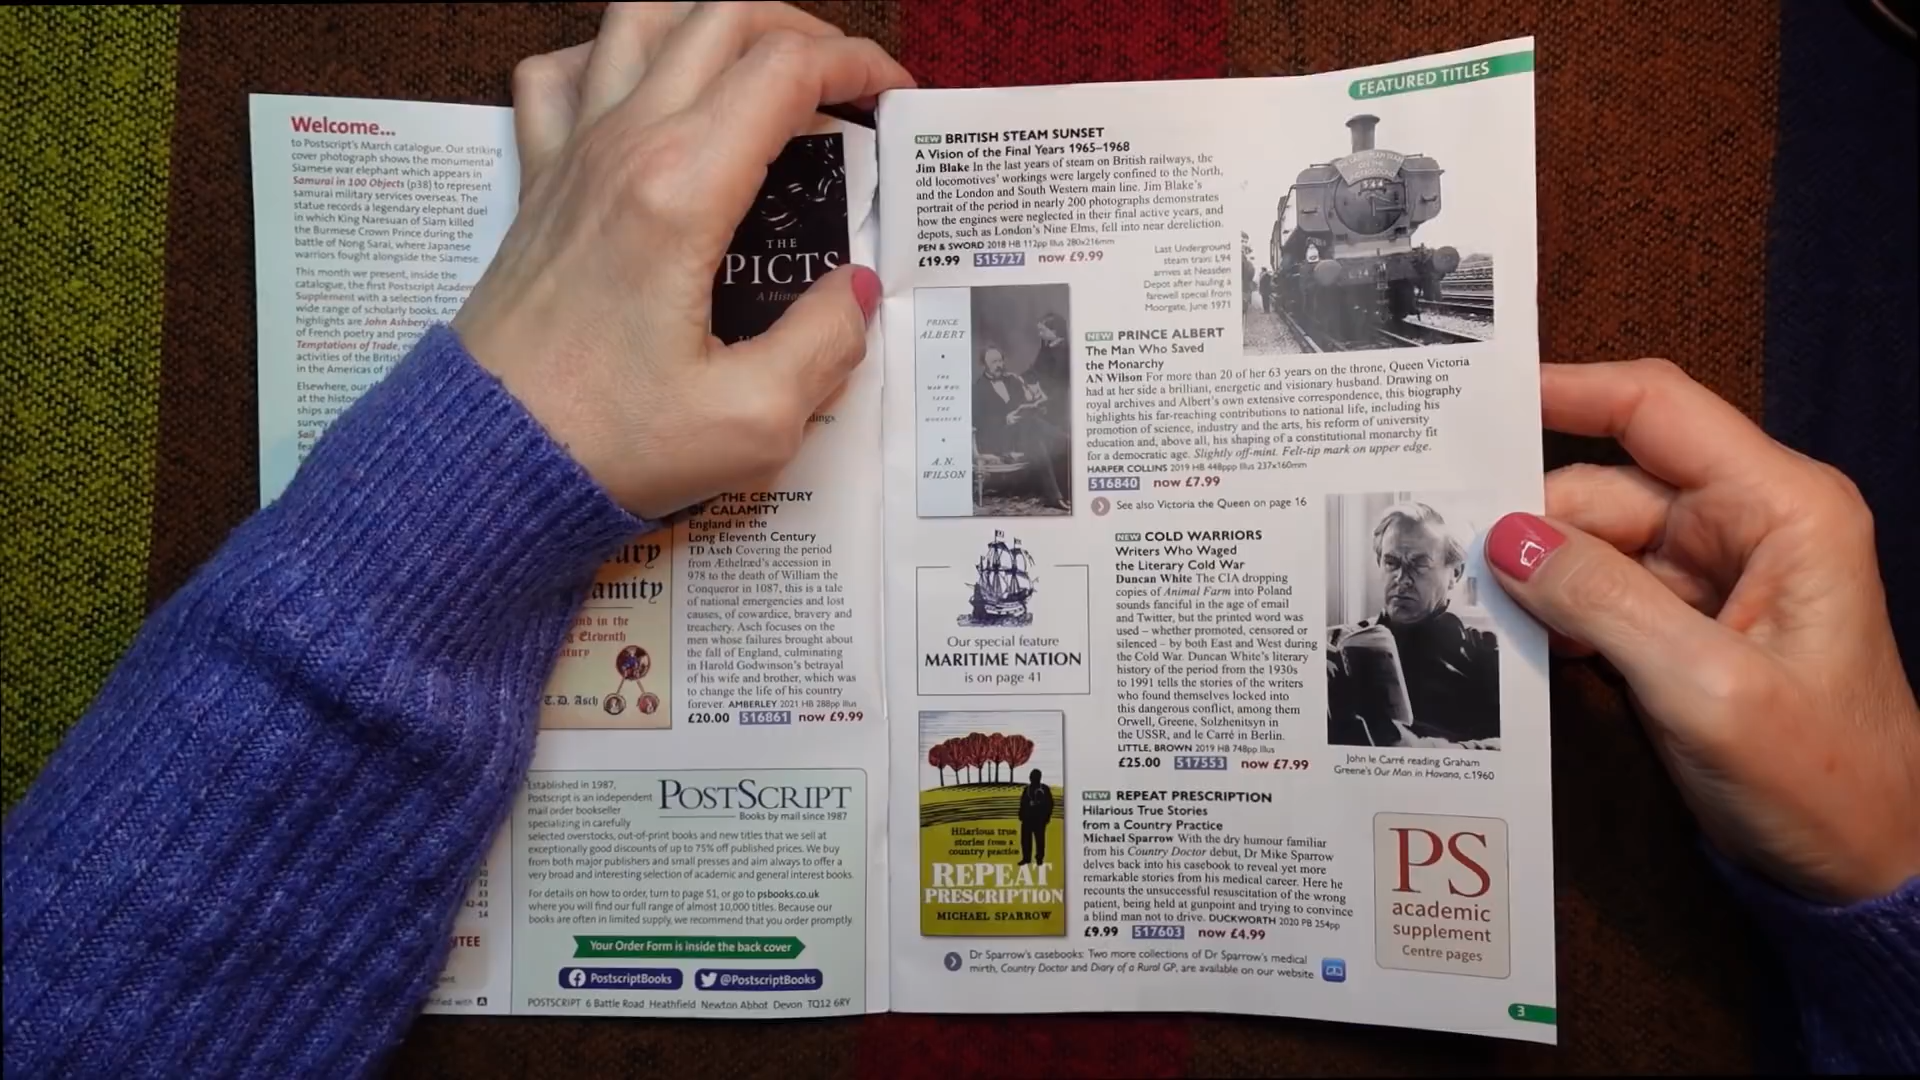 Welcome...
to Postscript's March catalogue. Our striking
cover photograph shows the monumental
Siamese war elephant which appears in
Samurai in 100 Objects (p38) to represent
samurai military services overseas. The
statue records a legendary elephant duel
in which King Naresuan of Siam killed
the Burmese Crown Prince during the
battle of Nong Sarai, where Japanese
warriors fought alongside the Siamese.
This month we present, inside the
catalogue, the first Postscript Academ
Supplement with a selection from
wide range of scholarly books. Am
highlights are John Ashbery's
of French poetry and prose
Temptations of Trade,
activities of the British
in the Americas of
Elsewhere, our
at the histor
ships and
survey
Sail,
fea
30
32
33
42-43
14
NTEE
THE
PICTS
A Histo
dings
THE CENTURY
OF CALAMITY
England in the
Long Eleventh Century
TD Asch Covering the period
from Æthelræd's accession in
978 to the death of William the
Conqueror in 1087, this is a tale
of national emergencies and lost
causes, of cowardice, bravery and
treachery. Asch focuses on the
men whose failures brought about
the fall of England, culminating
in Harold Godwinson's betrayal
of his wife and brother, which was
to change the life of his country
forever. AMBERLEY 2021 HB 288pp Illus
£20.00 516861 now £9.99
ury
amity
nd in the
g Eleventh
ntury
T.D. Asch
Established in 1987,
Postscript is an independent
mail order bookseller
specializing in carefully
selected overstocks, out-of-print books and new titles that we sell at
exceptionally good discounts of up to 75% off published prices. We buy
from both major publishers and small presses and aim always to offer a
very broad and interesting selection of academic and general interest books.
POSTSCRIPT
Books by mail since 1987
For details on how to order, turn to page 51, or go to psbooks.co.uk
where you will find our full range of almost 10,000 titles. Because our
books are often in limited supply, we recommend that you order promptly.
Your Order Form is inside the back cover
PostscriptBooks @PostscriptBooks
POSTSCRIPT 6 Battle Road Heathfield Newton Abbot Devon TQ12 6RY
FEATURED TITLES
NEW BRITISH STEAM SUNSET
A Vision of the Final Years 1965–1968
Jim Blake In the last years of steam on British railways, the
old locomotives' workings were largely confined to the North,
and the London and South Western main line. Jim Blake's
portrait of the period in nearly 200 photographs demonstrates
how the engines were neglected in their final active years, and
depots, such as London's Nine Elms, fell into near dereliction.
PEN & SWORD 2018 HB 112pp Illus 280x216mm
£19.99 515727 now £9.99
Last Underground
steam train: L94
arrives at Neasden
Depot after hauling a
farewell special from
Moorgate, June 1971
PRINCE
ALBERT
THE
MAN WHO
SAVED
THE
MONARCHY
A. N.
WILSON
NEW PRINCE ALBERT
The Man Who Saved
the Monarchy
AN Wilson For more than 20 of her 63 years on the throne, Queen Victoria
had at her side a brilliant, energetic and visionary husband. Drawing on
royal archives and Albert's own extensive correspondence, this biography
highlights his far-reaching contributions to national life, including his
promotion of science, industry and the arts, his reform of university
education and, above all, his shaping of a constitutional monarchy fit
for a democratic age. Slightly off-mint. Felt-tip mark on upper edge.
HARPER COLLINS 2019 HB 448ppp Illus 237x160mm
516840 now £7.99
See also Victoria the Queen on page 16
Our special feature
MARITIME NATION
is on page 41
NEW COLD WARRIORS
Writers Who Waged
the Literary Cold War
Duncan White The CIA dropping
copies of Animal Farm into Poland
sounds fanciful in the age of email
and Twitter, but the printed word was
used – whether promoted, censored or
silenced – by both East and West during
the Cold War. Duncan White's literary
history of the period from the 1930s
to 1991 tells the stories of the writers
who found themselves locked into
this dangerous conflict, among them
Orwell, Greene, Solzhenitsyn in
the USSR, and le Carré in Berlin.
LITTLE, BROWN 2019 HB 748pp Illus
£25.00 517553 now £7.99
John le Carré reading Graham
Greene's Our Man in Havana, c.1960
Hilarious true
stories from a
country practice
REPEAT
PRESCRIPTION
MICHAEL SPARROW
NEW REPEAT PRESCRIPTION
Hilarious True Stories
from a Country Practice
Michael Sparrow With the dry humour familiar
from his Country Doctor debut, Dr Mike Sparrow
delves back into his casebook to reveal yet more
remarkable stories from his medical career. Here he
recounts the unsuccessful resuscitation of the wrong
patient, being held at gunpoint and trying to convince
a blind man not to drive. DUCKWORTH 2020 PB 254pp
£9.99 517603 now £4.99
Dr Sparrow's casebooks: Two more collections of Dr Sparrow's medical
mirth, Country Doctor and Diary of a Rural GP, are available on our website
PS
academic
supplement
Centre pages
3